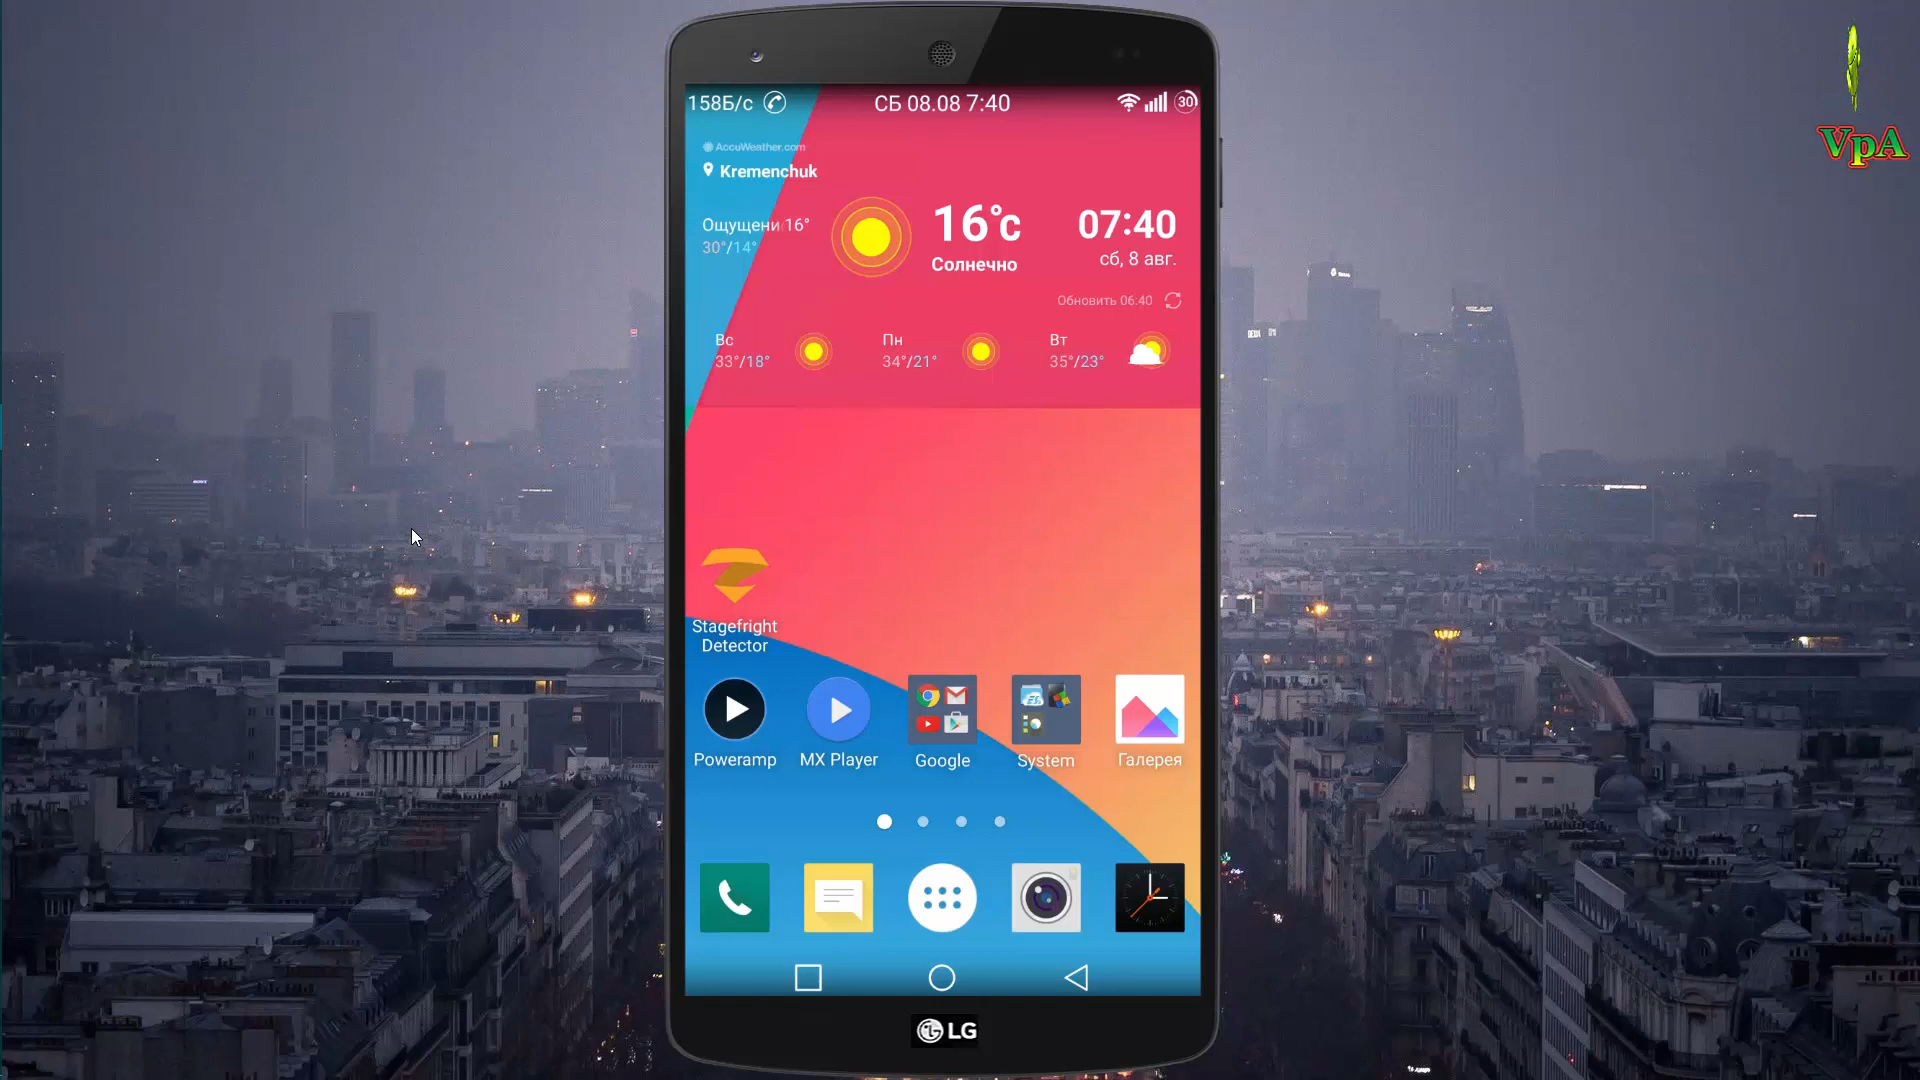 158Б/с
СБ 08.08 7:40
30
VpA
AccuWeather.com
Kremenchuk
Ощущени 16°
30°/14°
16°C
Солнечно
07:40
сб, 8 авг.
Обновить 06:40
Вс
33°/18°
Пн
34°/21°
Вт
35°/23°
Stagefright
Detector
Poweramp
MX Player
Google
System
Галерея
LG